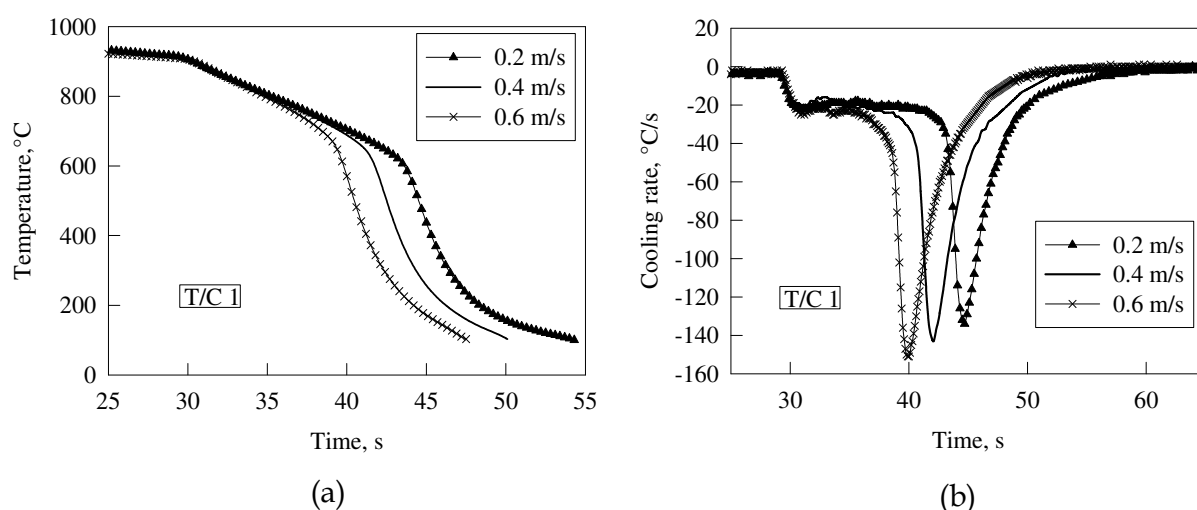 1000
800
600
400
200
0
25 30 35 40 45 50 55
Temperature,°C
Time, s
0.2 m/s
0.4 m/s
0.6 m/s
T/C 1
(a)
20
0
-20
-40
-60
-80
-100
-120
-140
-160
30 40 50 60
Cooling rate, °C/s
Time, s
0.2 m/s
0.4 m/s
0.6 m/s
T/C 1
(b)